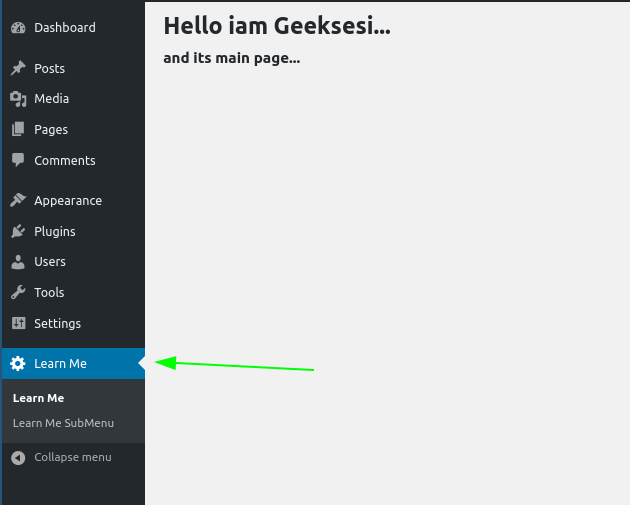 Dashboard
Posts
Media
Pages
Comments
Appearance
Plugins
Users
Tools
Settings
Learn Me
Learn Me
Learn Me SubMenu
Collapse menu
Hello iam Geeksesi...
and its main page...